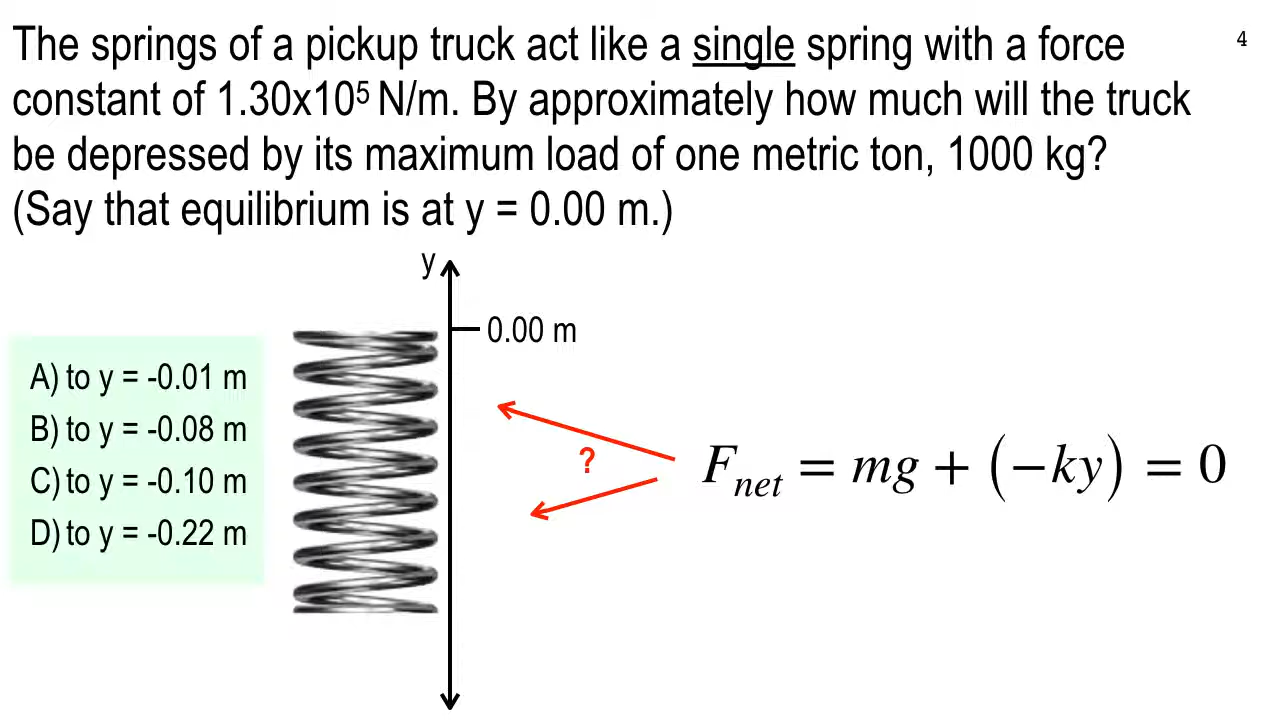 The springs of a pickup truck act like a single spring with a force
constant of 1.30x10⁵ N/m. By approximately how much will the truck
be depressed by its maximum load of one metric ton, 1000 kg?
(Say that equilibrium is at y = 0.00 m.)
4
y
0.00 m
A) to y = -0.01 m
B) to y = -0.08 m
C) to y = -0.10 m
D) to y = -0.22 m
?
F_net = mg + (−ky) = 0